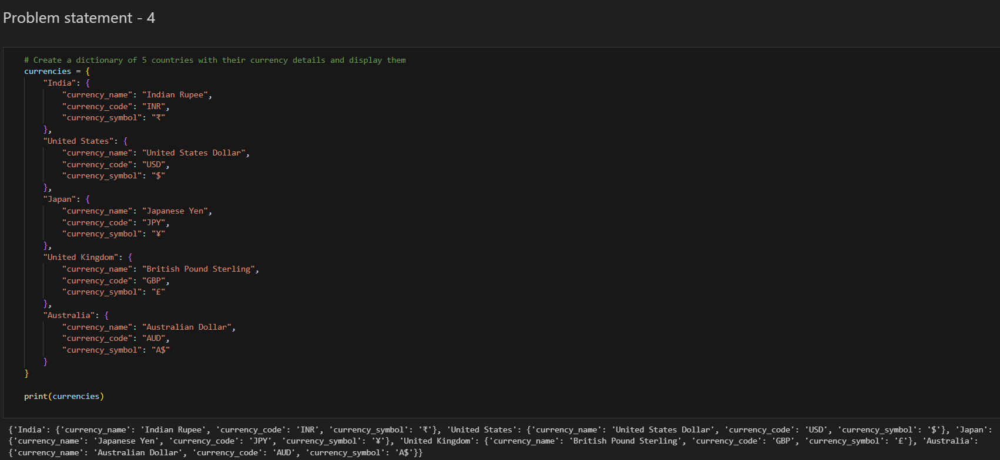 Problem statement - 4
# Create a dictionary of 5 countries with their currency details and display them
currencies = {
    "India": {
        "currency_name": "Indian Rupee",
        "currency_code": "INR",
        "currency_symbol": "₹"
    },
    "United States": {
        "currency_name": "United States Dollar",
        "currency_code": "USD",
        "currency_symbol": "$"
    },
    "Japan": {
        "currency_name": "Japanese Yen",
        "currency_code": "JPY",
        "currency_symbol": "¥"
    },
    "United Kingdom": {
        "currency_name": "British Pound Sterling",
        "currency_code": "GBP",
        "currency_symbol": "£"
    },
    "Australia": {
        "currency_name": "Australian Dollar",
        "currency_code": "AUD",
        "currency_symbol": "A$"
    }
}
print(currencies)
{'India': {'currency_name': 'Indian Rupee', 'currency_code': 'INR', 'currency_symbol': '₹'}, 'United States': {'currency_name': 'United States Dollar', 'currency_code': 'USD', 'currency_symbol': '$'}, 'Japan':
{'currency_name': 'Japanese Yen', 'currency_code': 'JPY', 'currency_symbol': '¥'}, 'United Kingdom': {'currency_name': 'British Pound Sterling', 'currency_code': 'GBP', 'currency_symbol': '£'}, 'Australia':
{'currency_name': 'Australian Dollar', 'currency_code': 'AUD', 'currency_symbol': 'A$'}}